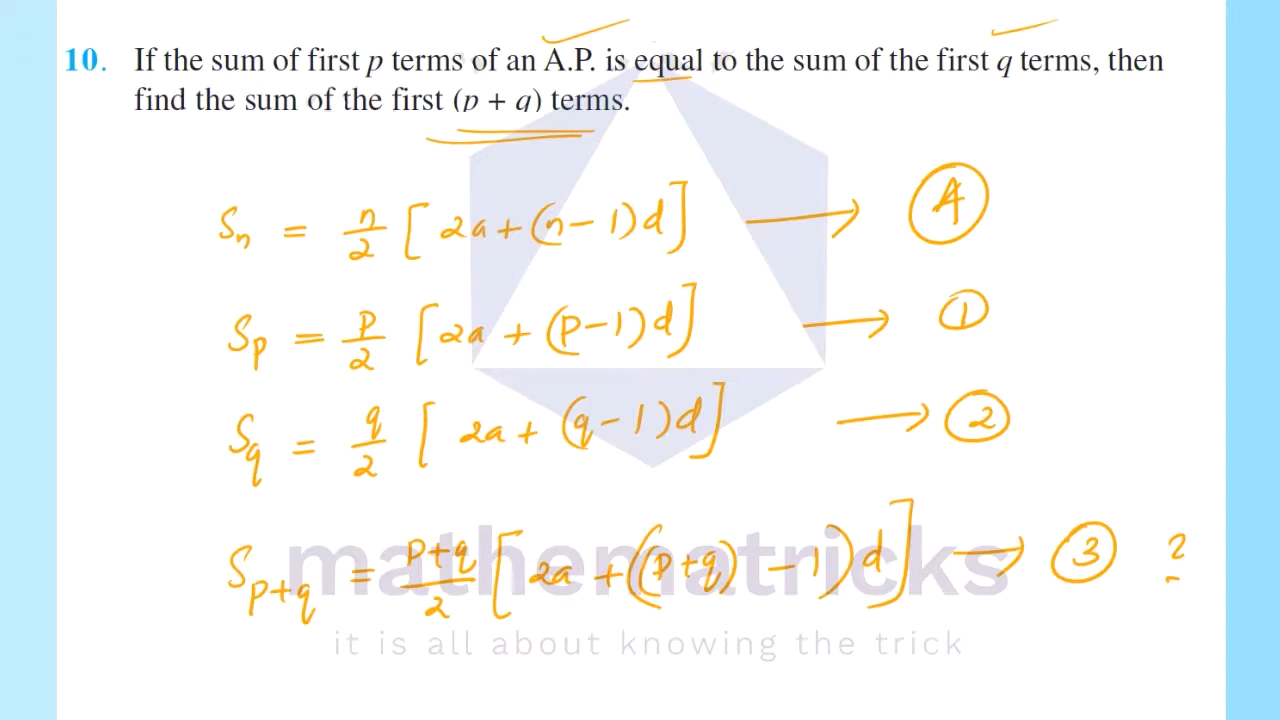 10. If the sum of first p terms of an A.P. is equal to the sum of the first q terms, then
find the sum of the first (p + q) terms.
Sₙ = n/2 [2a + (n − 1)d] ⟶ Ⓐ
Sₚ = p/2 [2a + (p − 1)d] ⟶ ①
S_q = q/2 [2a + (q − 1)d] ⟶ ②
S_{p+q} = (p+q)/2 [2a + ((p+q) − 1)d] ⟶ ③ ?
mathematricks
it is all about knowing the trick